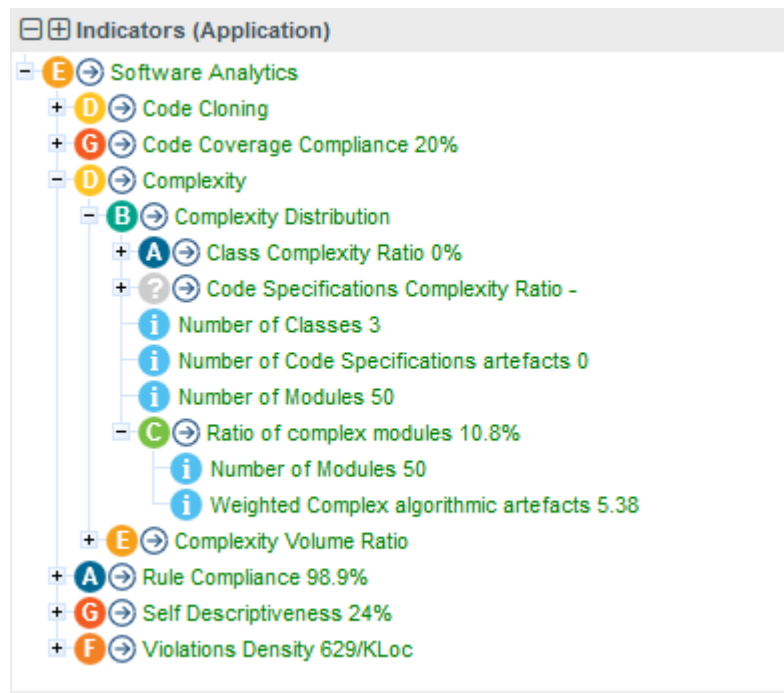 Indicators (Application)
E Software Analytics
D Code Cloning
G Code Coverage Compliance 20%
D Complexity
B Complexity Distribution
A Class Complexity Ratio 0%
? Code Specifications Complexity Ratio -
i Number of Classes 3
i Number of Code Specifications artefacts 0
i Number of Modules 50
C Ratio of complex modules 10.8%
i Number of Modules 50
i Weighted Complex algorithmic artefacts 5.38
E Complexity Volume Ratio
A Rule Compliance 98.9%
G Self Descriptiveness 24%
F Violations Density 629/KLoc